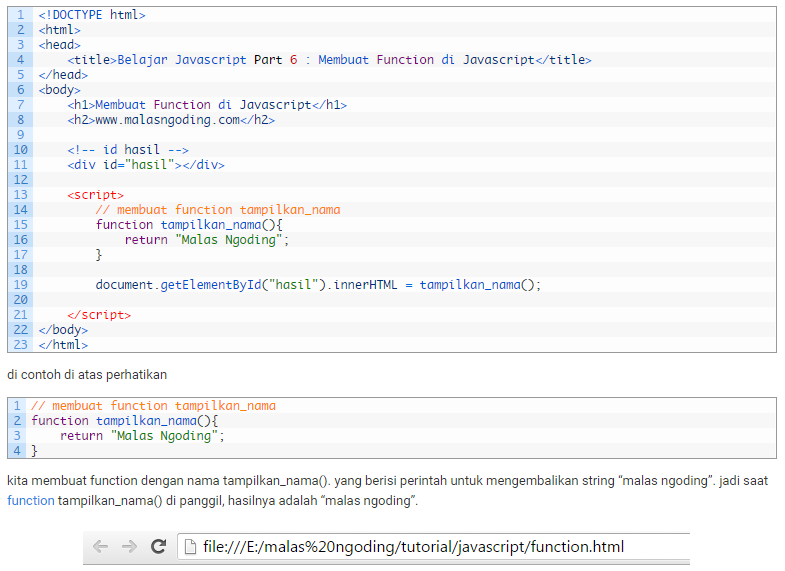 1 <!DOCTYPE html>
2 <html>
3 <head>
4     <title>Belajar Javascript Part 6 : Membuat Function di Javascript</title>
5 </head>
6 <body>
7     <h1>Membuat Function di Javascript</h1>
8     <h2>www.malasngoding.com</h2>
9
10     <!-- id hasil -->
11     <div id="hasil"></div>
12
13     <script>
14         // membuat function tampilkan_nama
15         function tampilkan_nama(){
16             return "Malas Ngoding";
17         }
18
19         document.getElementById("hasil").innerHTML = tampilkan_nama();
20
21     </script>
22 </body>
23 </html>
di contoh di atas perhatikan
1 // membuat function tampilkan_nama
2 function tampilkan_nama(){
3     return "Malas Ngoding";
4 }
kita membuat function dengan nama tampilkan_nama(). yang berisi perintah untuk mengembalikan string “malas ngoding”. jadi saat
function tampilkan_nama() di panggil, hasilnya adalah “malas ngoding”.
file:///E:/malas%20ngoding/tutorial/javascript/function.html